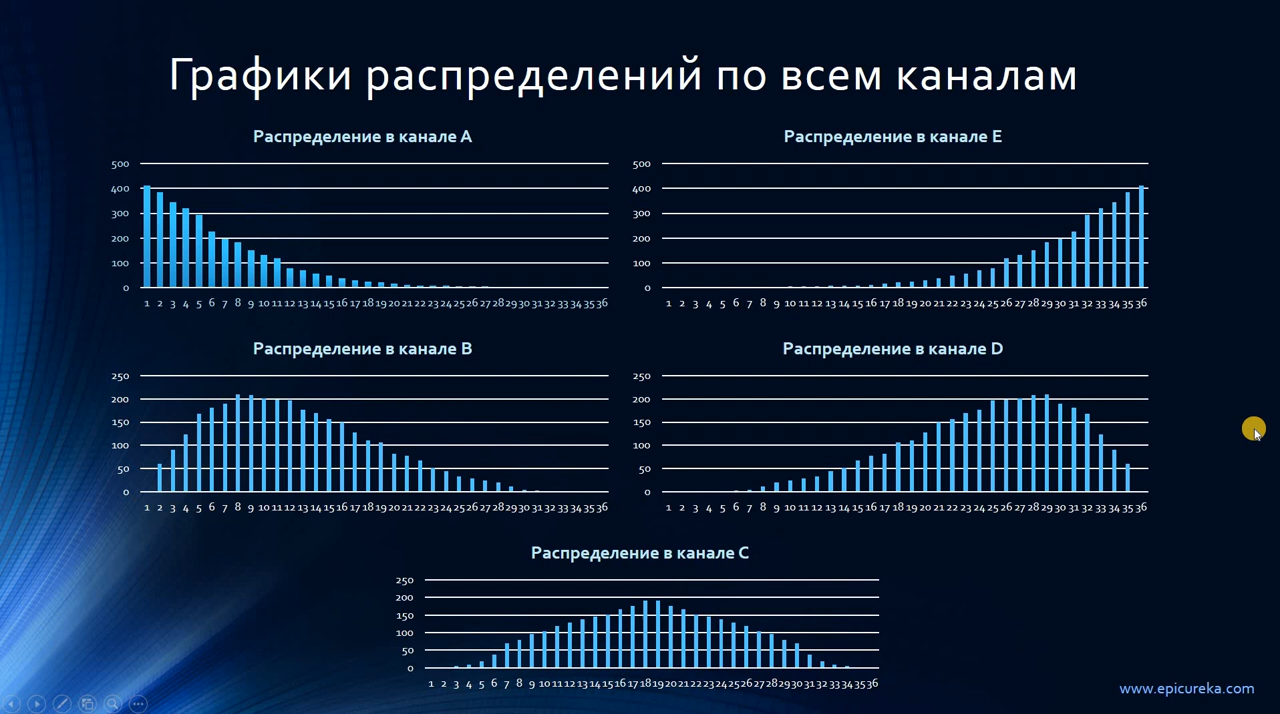 Графики распределений по всем каналам
Распределение в канале A
500
400
300
200
100
0
1 2 3 4 5 6 7 8 9 10 11 12 13 14 15 16 17 18 19 20 21 22 23 24 25 26 27 28 29 30 31 32 33 34 35 36
Распределение в канале E
500
400
300
200
100
0
1 2 3 4 5 6 7 8 9 10 11 12 13 14 15 16 17 18 19 20 21 22 23 24 25 26 27 28 29 30 31 32 33 34 35 36
Распределение в канале B
250
200
150
100
50
0
1 2 3 4 5 6 7 8 9 10 11 12 13 14 15 16 17 18 19 20 21 22 23 24 25 26 27 28 29 30 31 32 33 34 35 36
Распределение в канале D
250
200
150
100
50
0
1 2 3 4 5 6 7 8 9 10 11 12 13 14 15 16 17 18 19 20 21 22 23 24 25 26 27 28 29 30 31 32 33 34 35 36
Распределение в канале C
250
200
150
100
50
0
1 2 3 4 5 6 7 8 9 10 11 12 13 14 15 16 17 18 19 20 21 22 23 24 25 26 27 28 29 30 31 32 33 34 35 36
www.epicureka.com